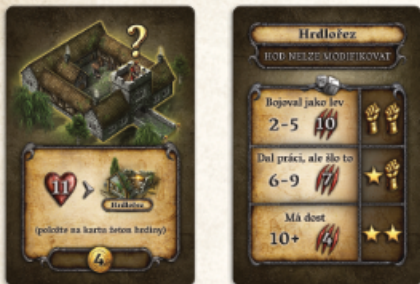 ?
11
Hrdlořez
(položte na kartu žeton hrdiny)
4
Hrdlořez
HOD NELZE MODIFIKOVAT
Bojoval jako lev
2-5 10
Dal práci, ale šlo to
6-9 7
Má dost
10+ 4